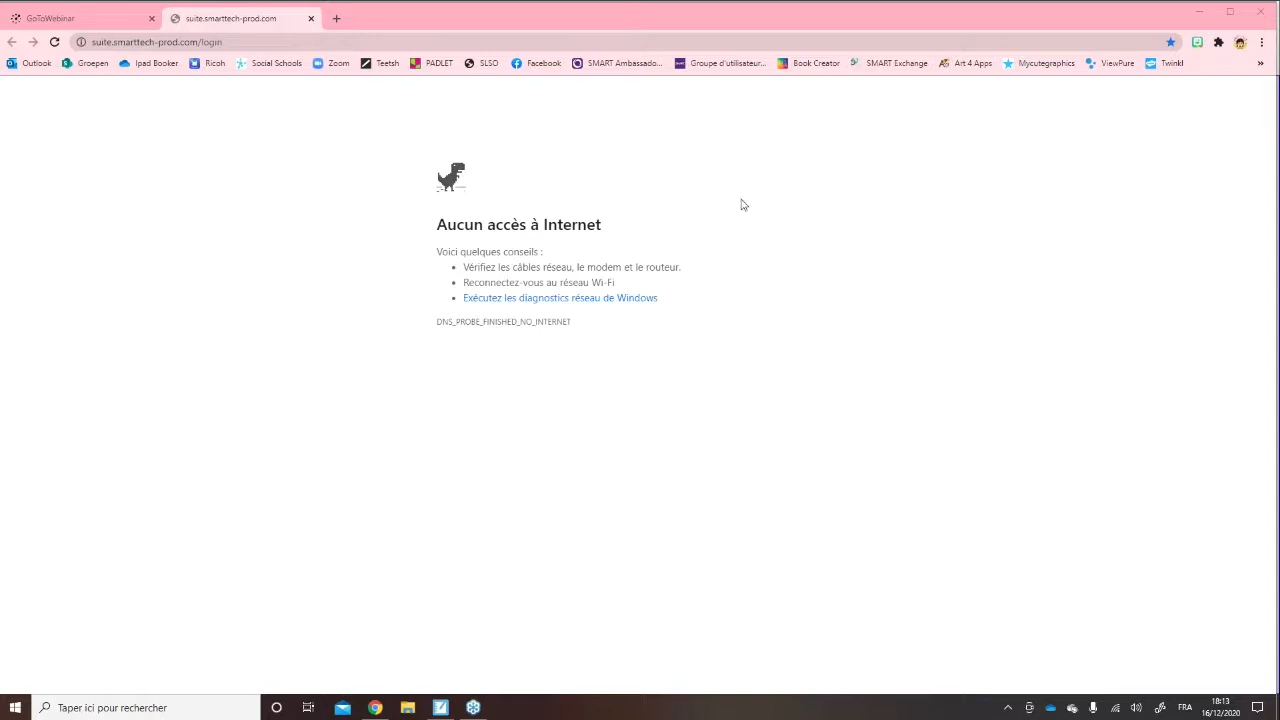 GoToWebinar suite.smarttech-prod.com
suite.smarttech-prod.com/login
Outlook Groepen Ipad Booker Ricoh Social Schools Zoom Teetsh PADLET SLSO Facebook SMART Ambassado... Groupe d'utilisateur... Book Creator SMART Exchange Art 4 Apps Mycutegraphics ViewPure Twinkl »
Aucun accès à Internet
Voici quelques conseils :
• Vérifiez les câbles réseau, le modem et le routeur.
• Reconnectez-vous au réseau Wi-Fi
• Exécutez les diagnostics réseau de Windows
DNS_PROBE_FINISHED_NO_INTERNET
Taper ici pour rechercher
FRA
18:13
16/12/2020